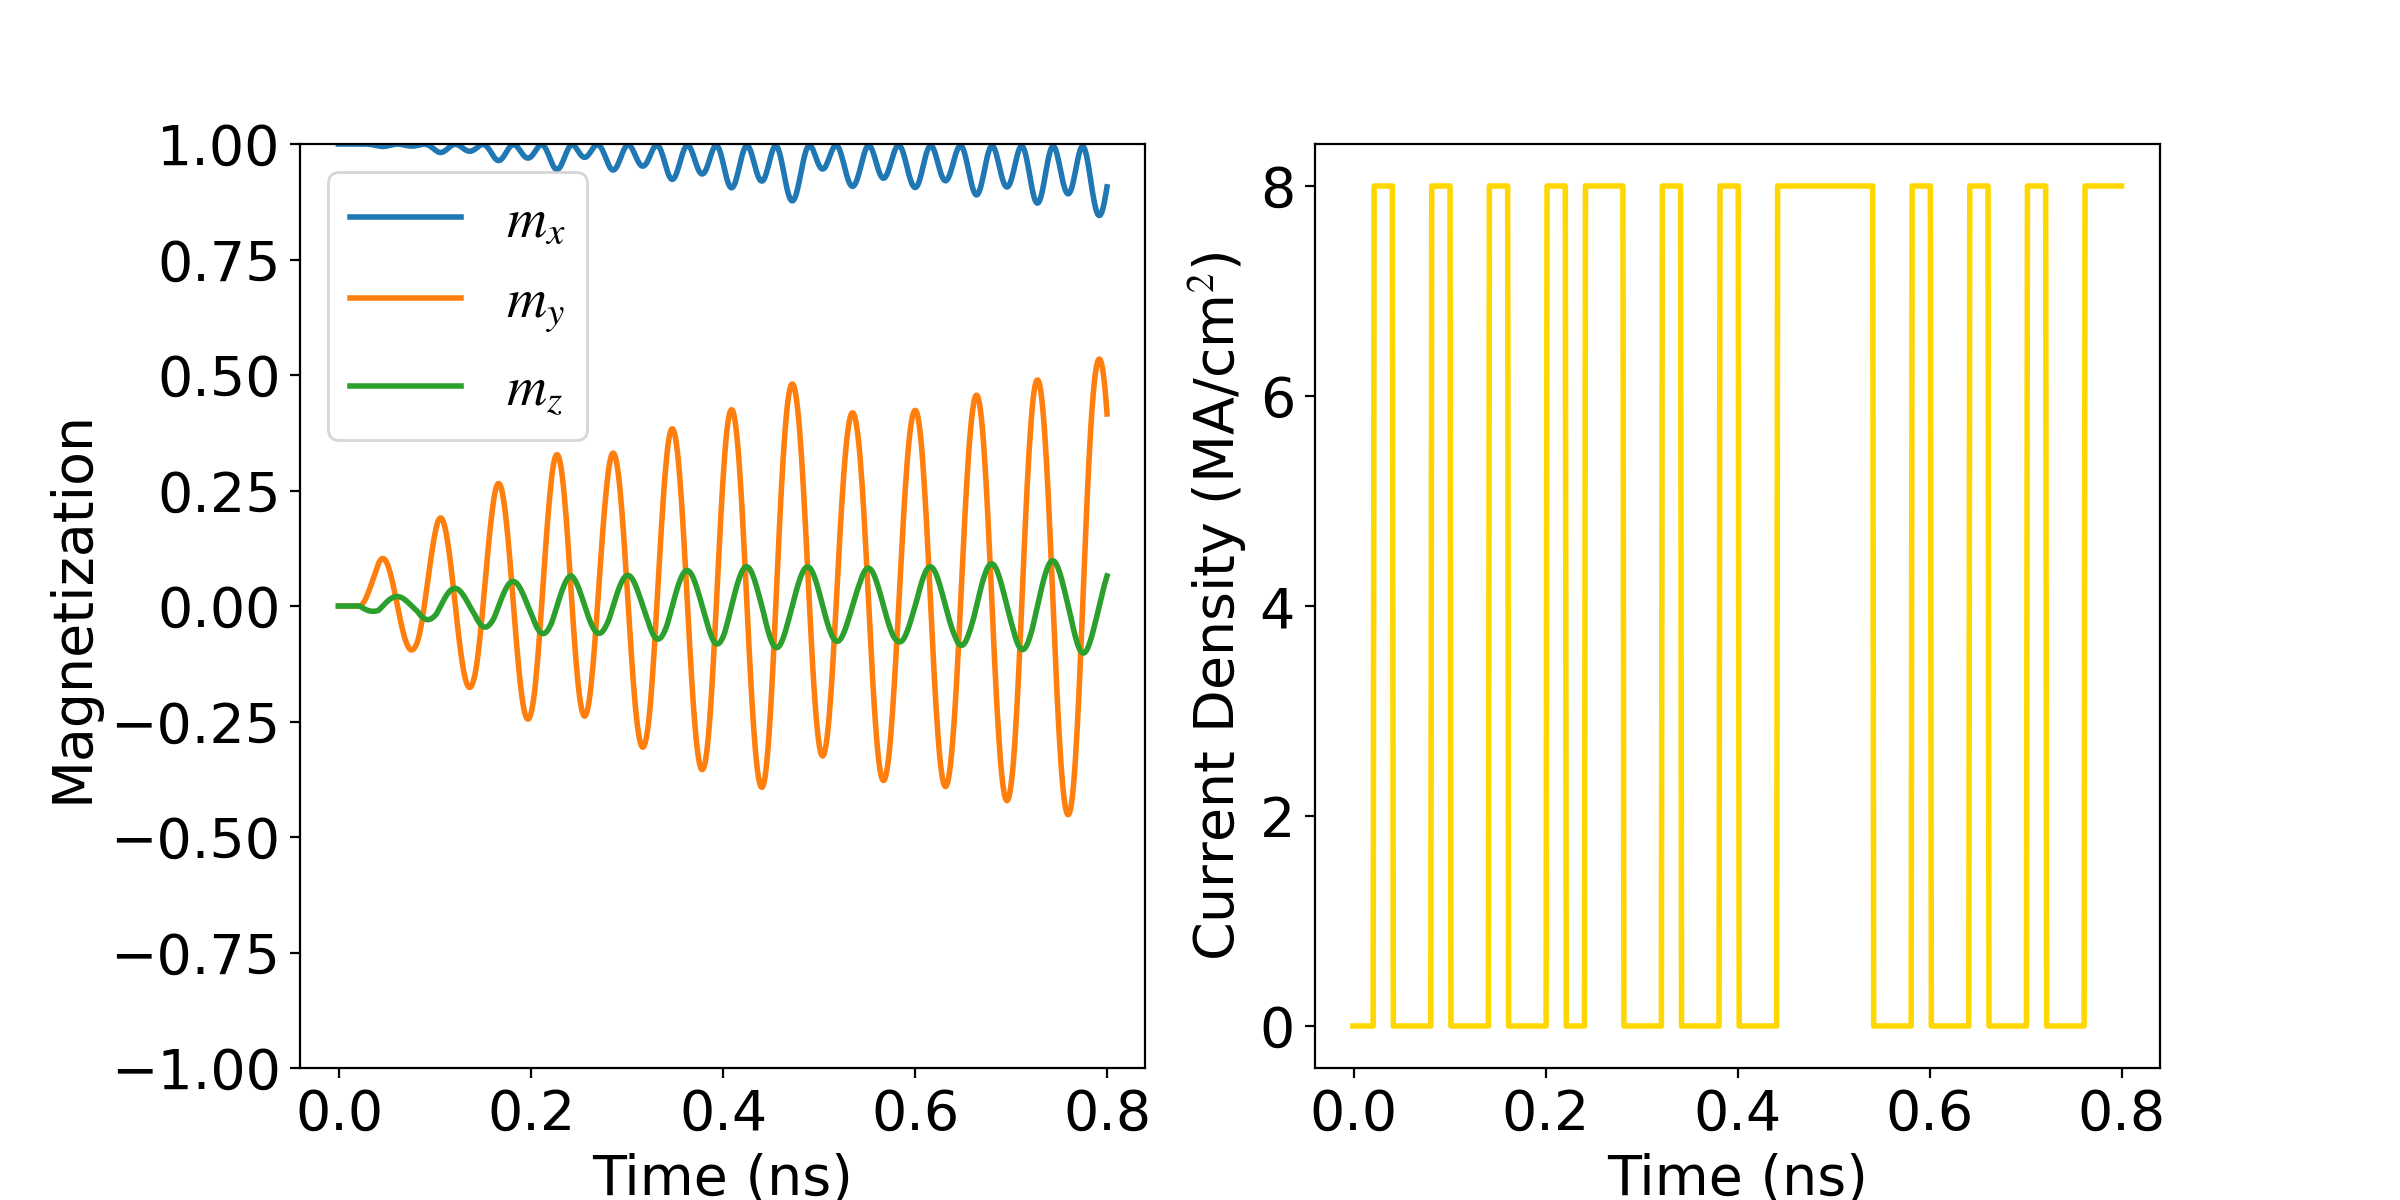 1.00
0.75
0.50
0.25
0.00
−0.25
−0.50
−0.75
−1.00
Magnetization
m_x
m_y
m_z
0.0 0.2 0.4 0.6 0.8
Time (ns)
8
6
4
2
0
Current Density (MA/cm²)
0.0 0.2 0.4 0.6 0.8
Time (ns)